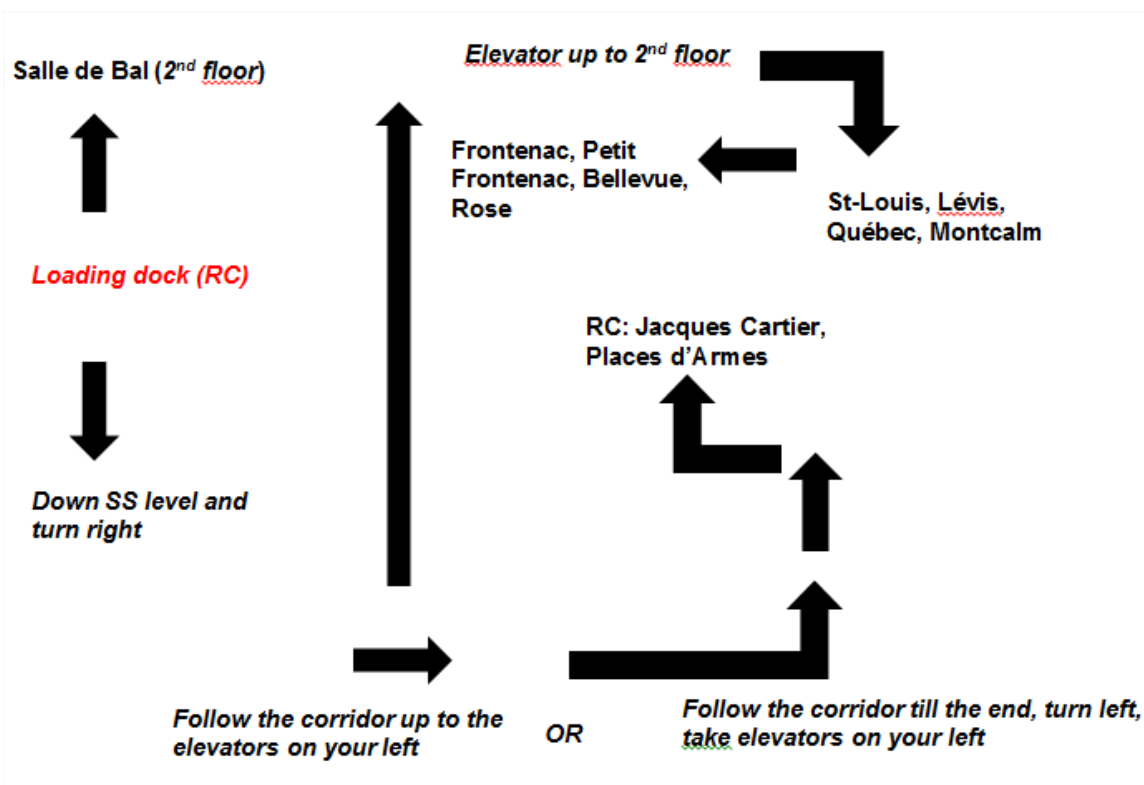 Salle de Bal (2nd floor)
Elevator up to 2nd floor
Frontenac, Petit
Frontenac, Bellevue,
Rose
St-Louis, Lévis,
Québec, Montcalm
Loading dock (RC)
RC: Jacques Cartier,
Places d'Armes
Down SS level and
turn right
Follow the corridor up to the
elevators on your left
OR
Follow the corridor till the end, turn left,
take elevators on your left